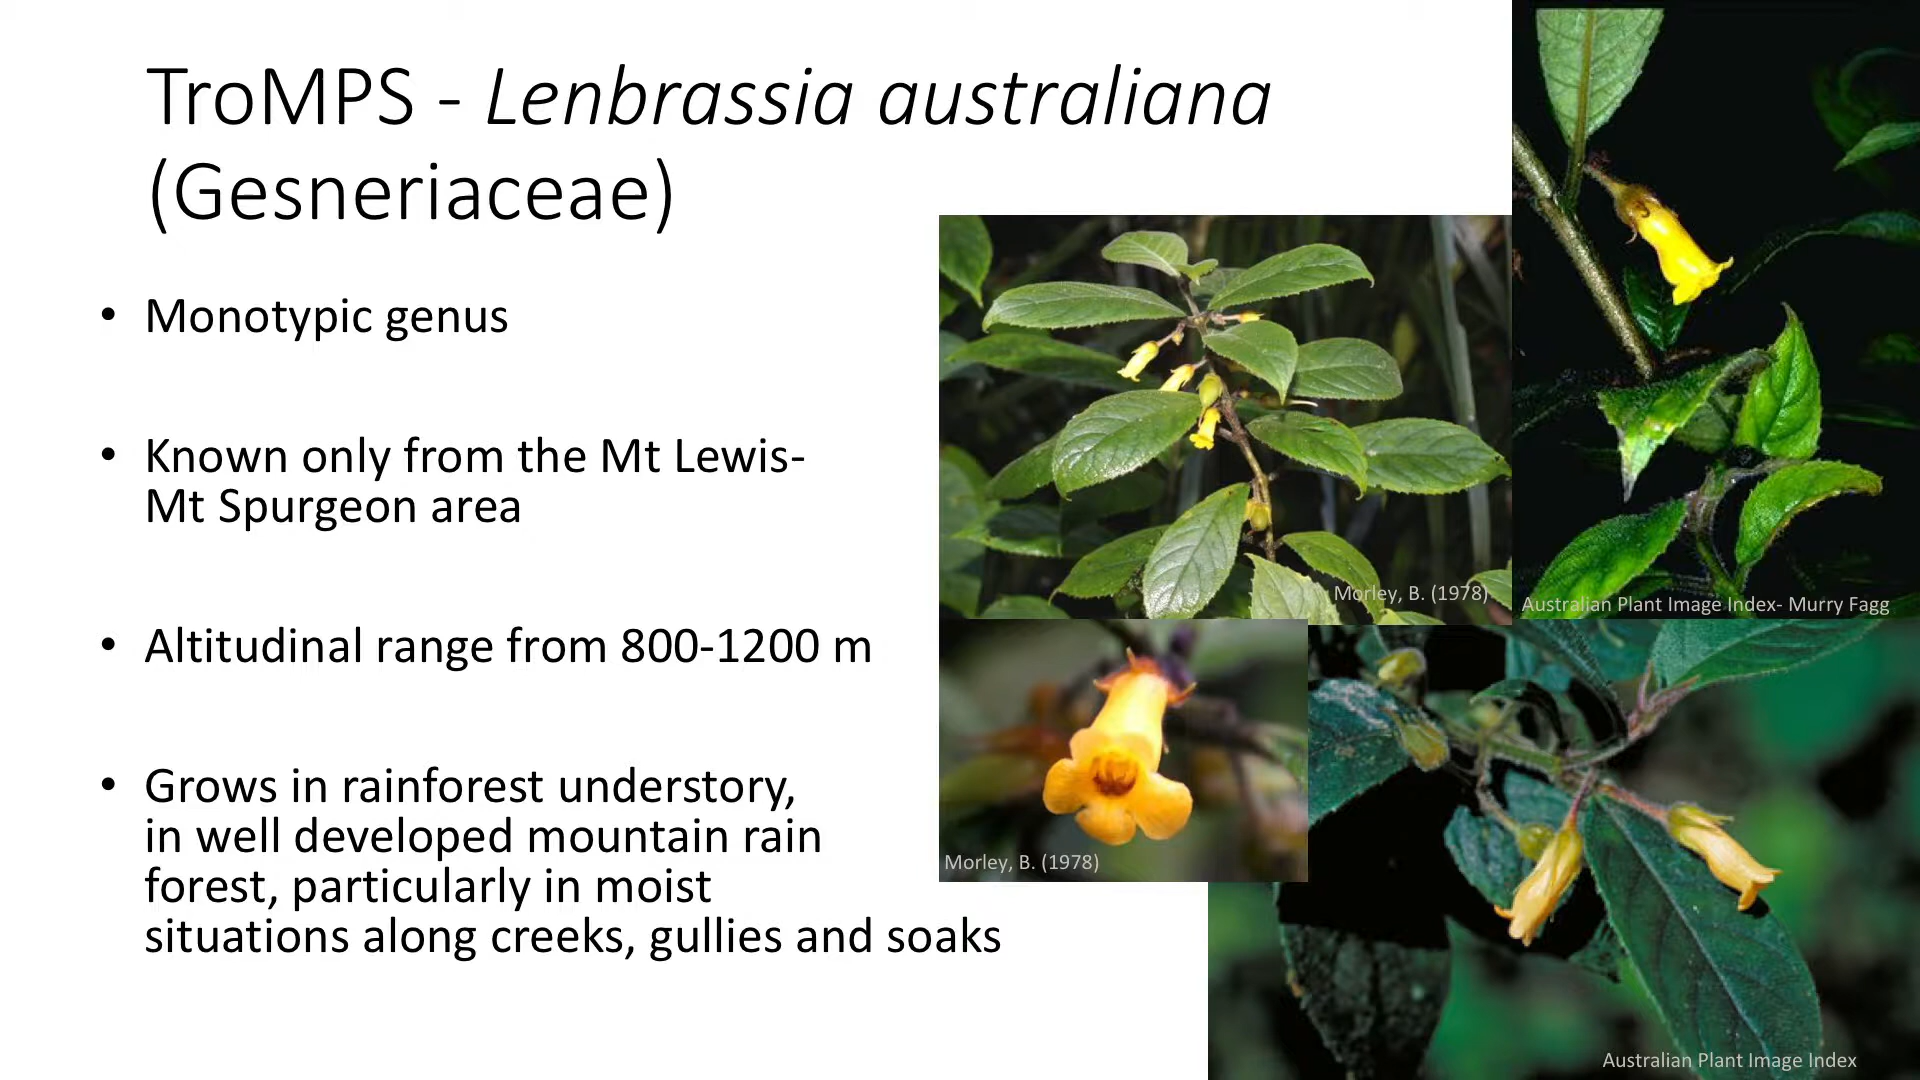 TroMPS - Lenbrassia australiana
(Gesneriaceae)
• Monotypic genus
• Known only from the Mt Lewis-
Mt Spurgeon area
• Altitudinal range from 800-1200 m
• Grows in rainforest understory,
in well developed mountain rain
forest, particularly in moist
situations along creeks, gullies and soaks
Morley, B. (1978)
Australian Plant Image Index- Murry Fagg
Morley, B. (1978)
Australian Plant Image Index